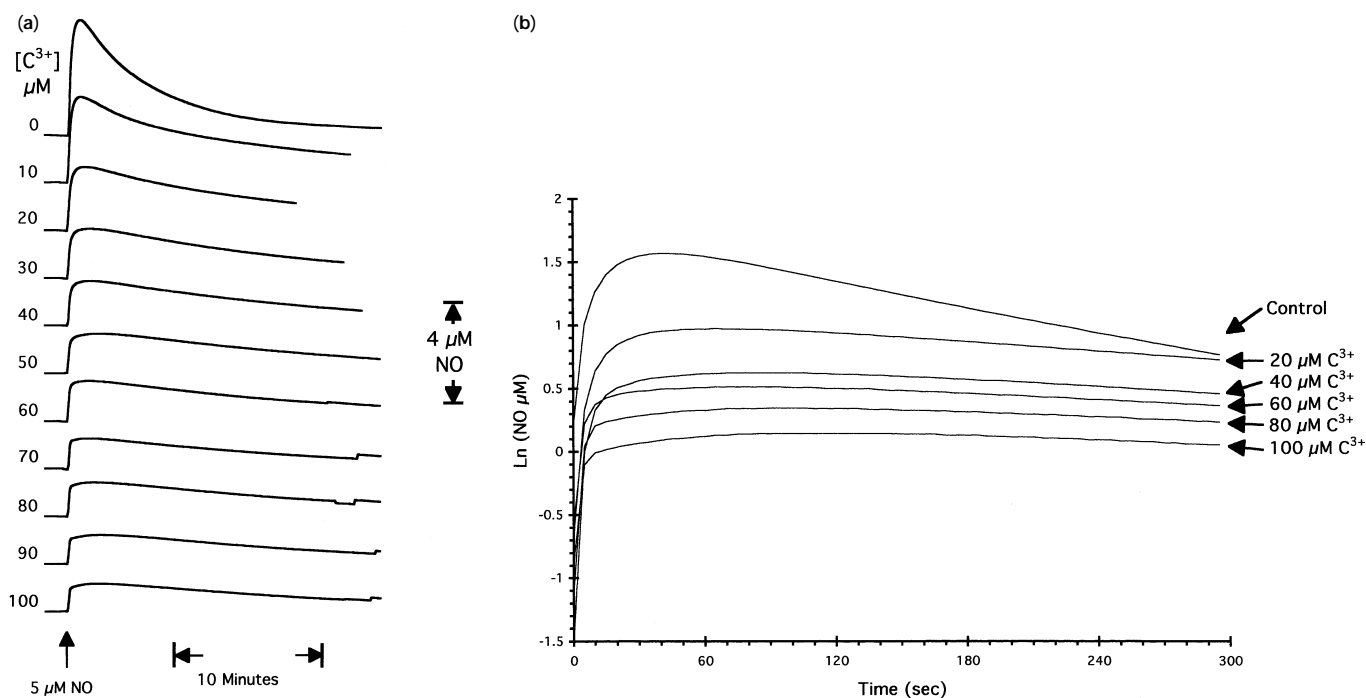 (a)
[C³⁺]
µM
0
10
20
30
40
50
60
70
80
90
100
4 µM
NO
5 µM NO
10 Minutes
(b)
Ln (NO µM)
2
1.5
1
0.5
0
-0.5
-1
-1.5
0
60
120
180
240
300
Time (sec)
Control
20 µM C³⁺
40 µM C³⁺
60 µM C³⁺
80 µM C³⁺
100 µM C³⁺